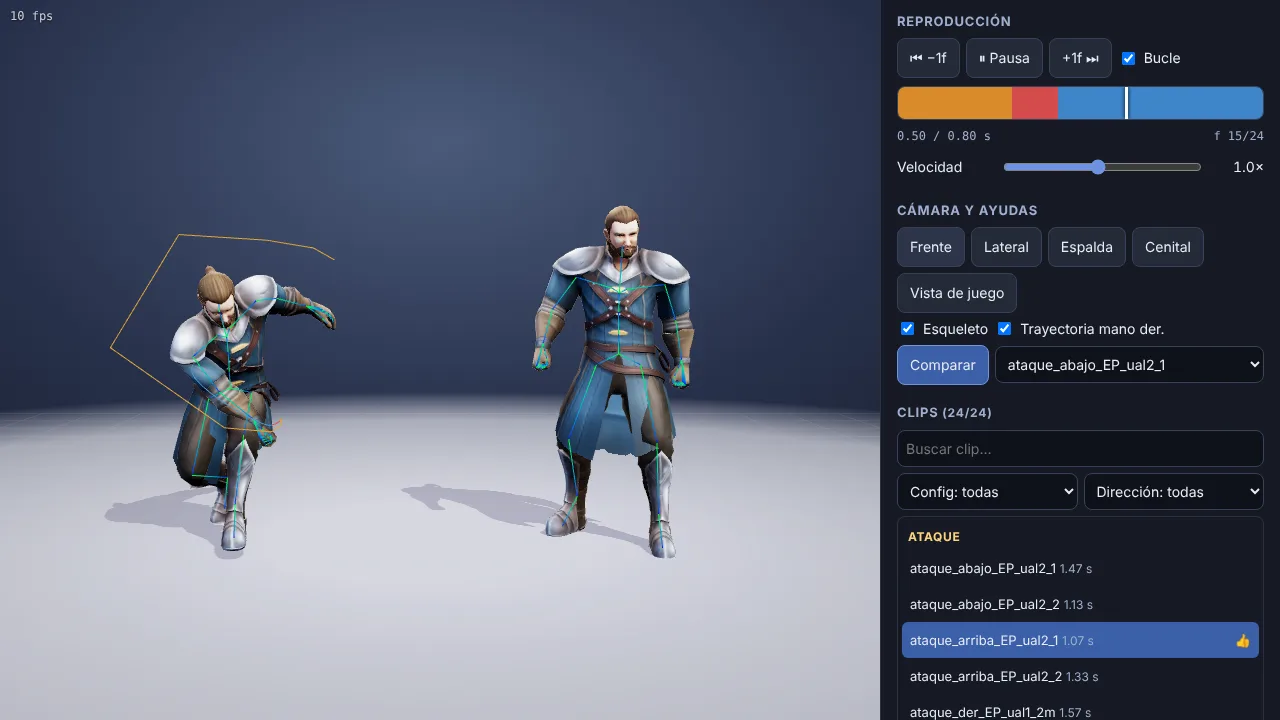 10 fps
REPRODUCCIÓN
⏮ −1f
⏸ Pausa
+1f ⏭
Bucle
0.50 / 0.80 s
f 15/24
Velocidad
1.0×
CÁMARA Y AYUDAS
Frente
Lateral
Espalda
Cenital
Vista de juego
Esqueleto
Trayectoria mano der.
Comparar
ataque_abajo_EP_ual2_1
CLIPS (24/24)
Buscar clip...
Config: todas
Dirección: todas
ATAQUE
ataque_abajo_EP_ual2_1 1.47 s
ataque_abajo_EP_ual2_2 1.13 s
ataque_arriba_EP_ual2_1 1.07 s 👍
ataque_arriba_EP_ual2_2 1.33 s
ataque_der_EP_ual1_2m 1.57 s